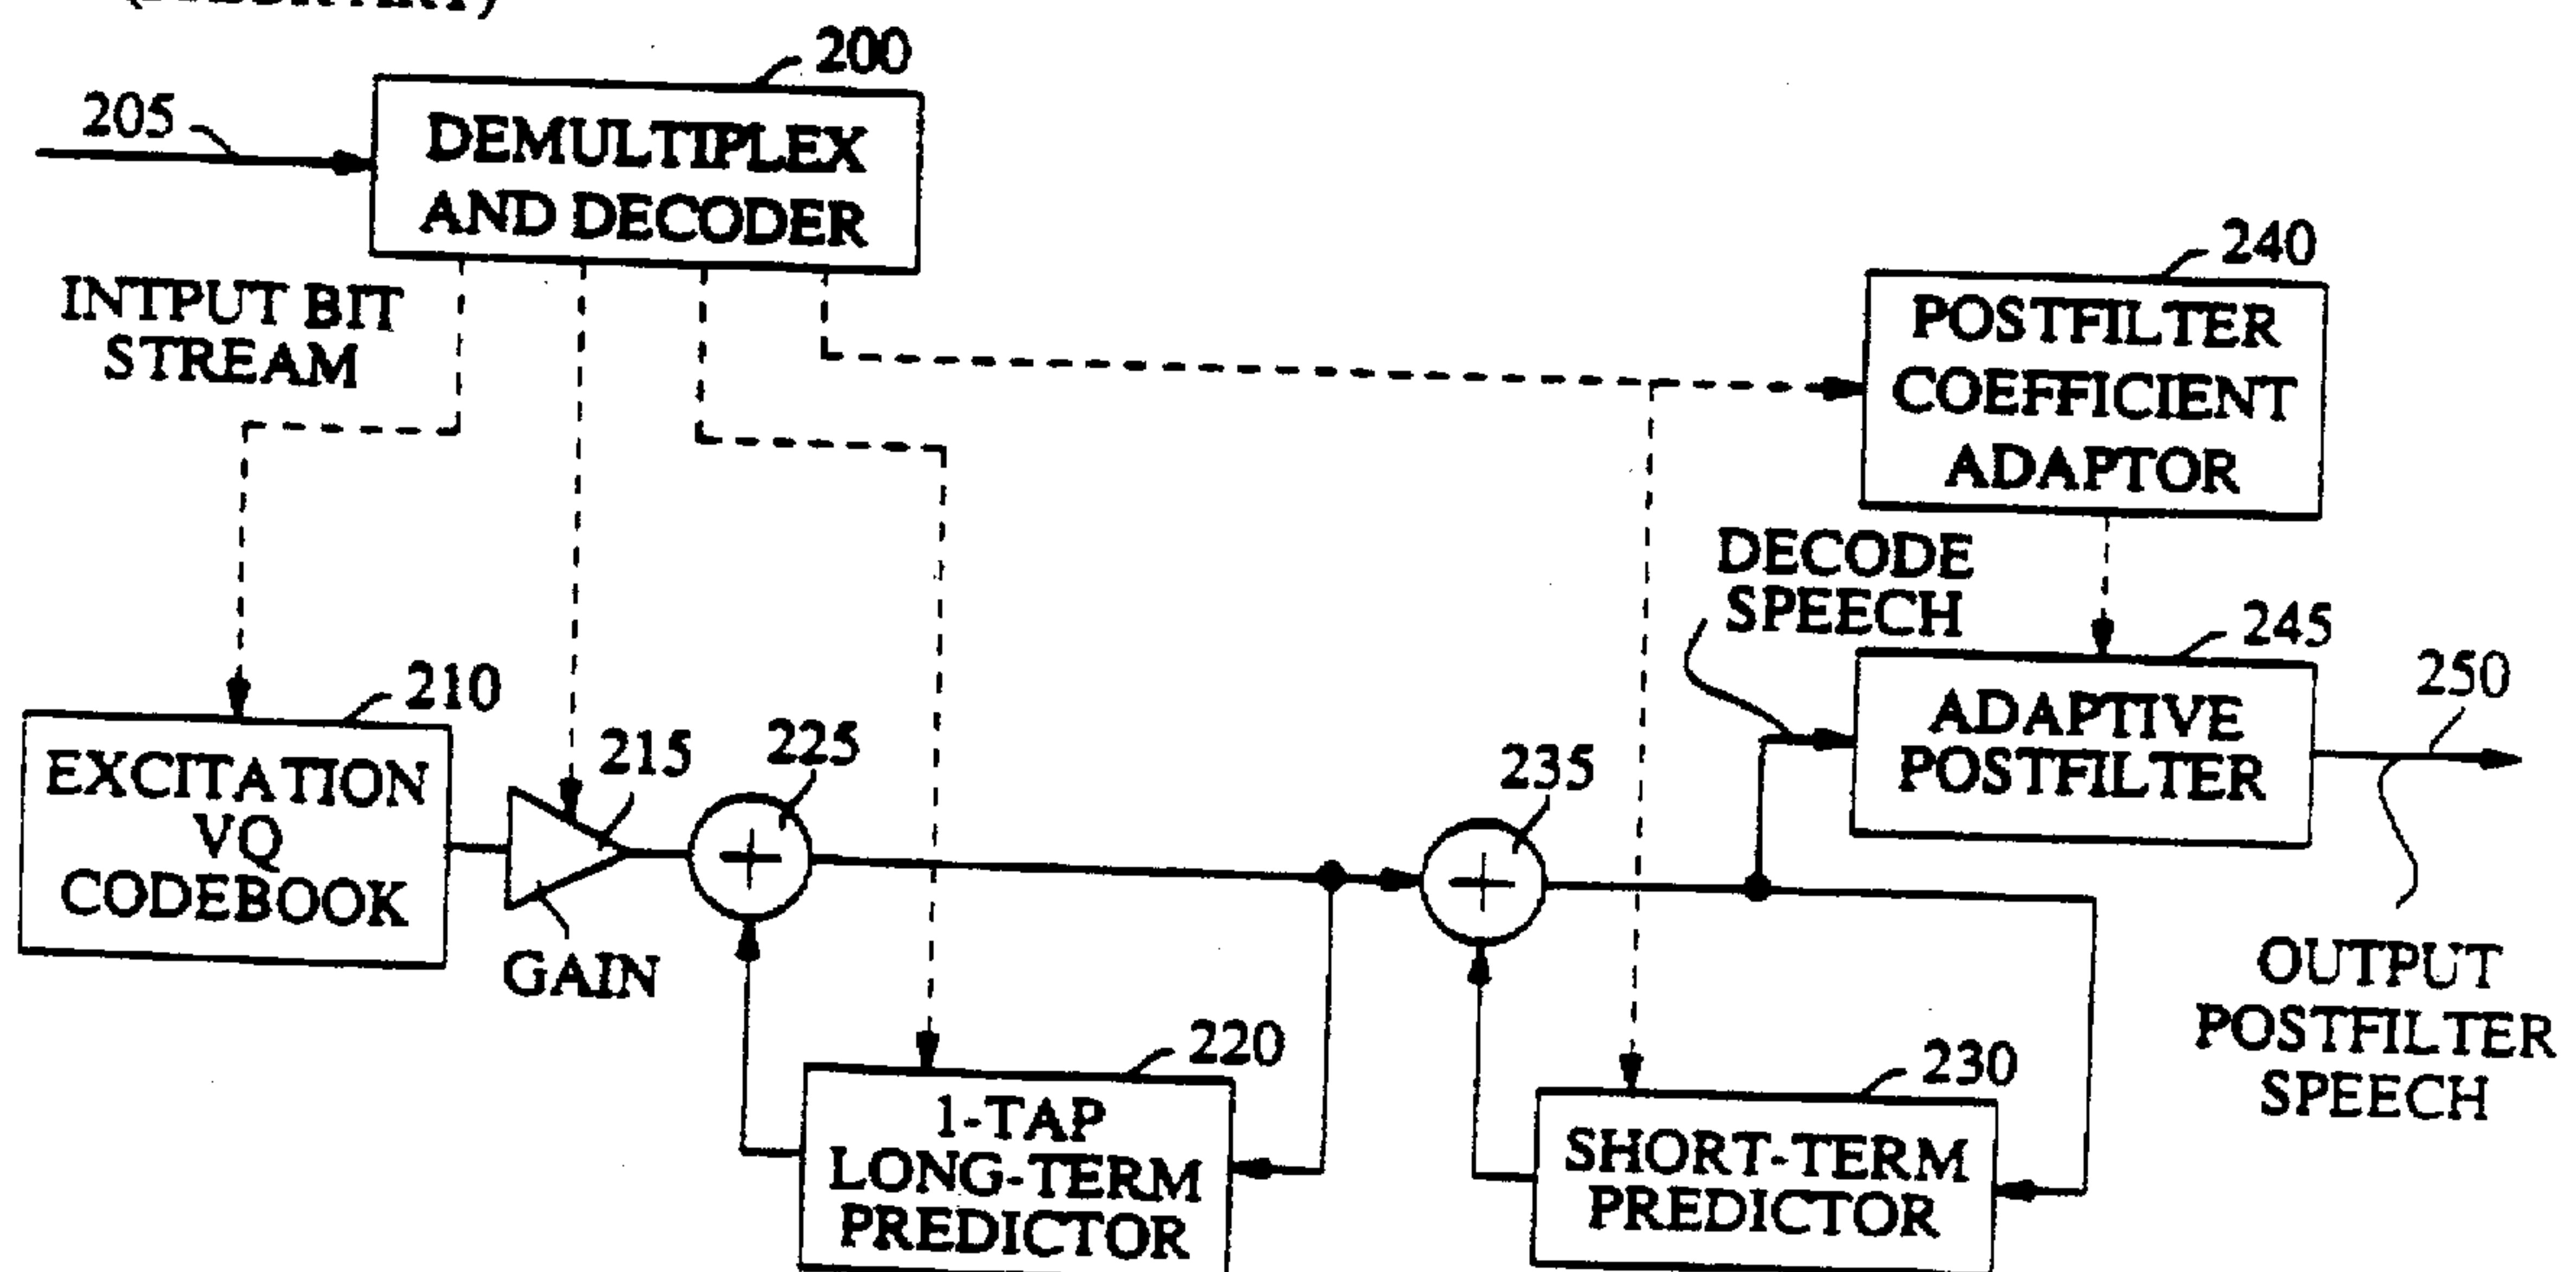 200
205
DEMULTIPLEX
AND DECODER
INTPUT BIT
STREAM
240
POSTFILTER
COEFFICIENT
ADAPTOR
DECODE
SPEECH
245
ADAPTIVE
POSTFILTER
250
210
EXCITATION
VQ
CODEBOOK
215
GAIN
225
+
235
+
OUTPUT
POSTFILTER
SPEECH
220
1-TAP
LONG-TERM
PREDICTOR
230
SHORT-TERM
PREDICTOR